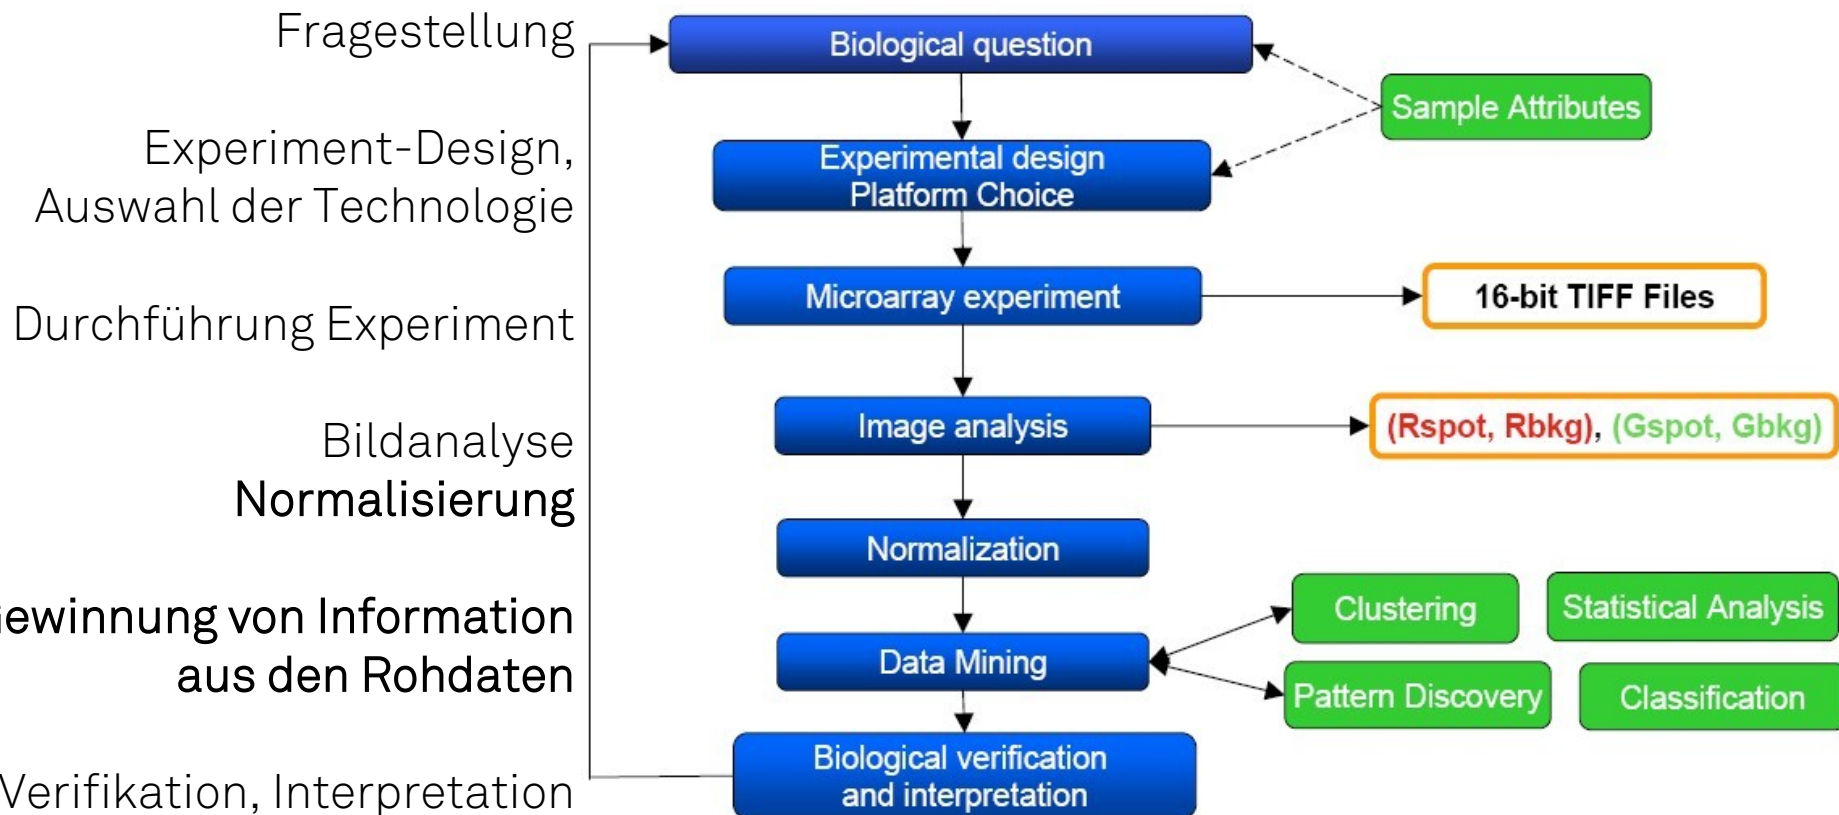 Fragestellung
Biological question
Sample Attributes
Experiment-Design,
Auswahl der Technologie
Experimental design
Platform Choice
Durchführung Experiment
Microarray experiment
16-bit TIFF Files
Bildanalyse
Image analysis
(Rspot, Rbkg), (Gspot, Gbkg)
Normalisierung
Normalization
ewinnung von Information
aus den Rohdaten
Data Mining
Clustering
Statistical Analysis
Pattern Discovery
Classification
Verifikation, Interpretation
Biological verification
and interpretation